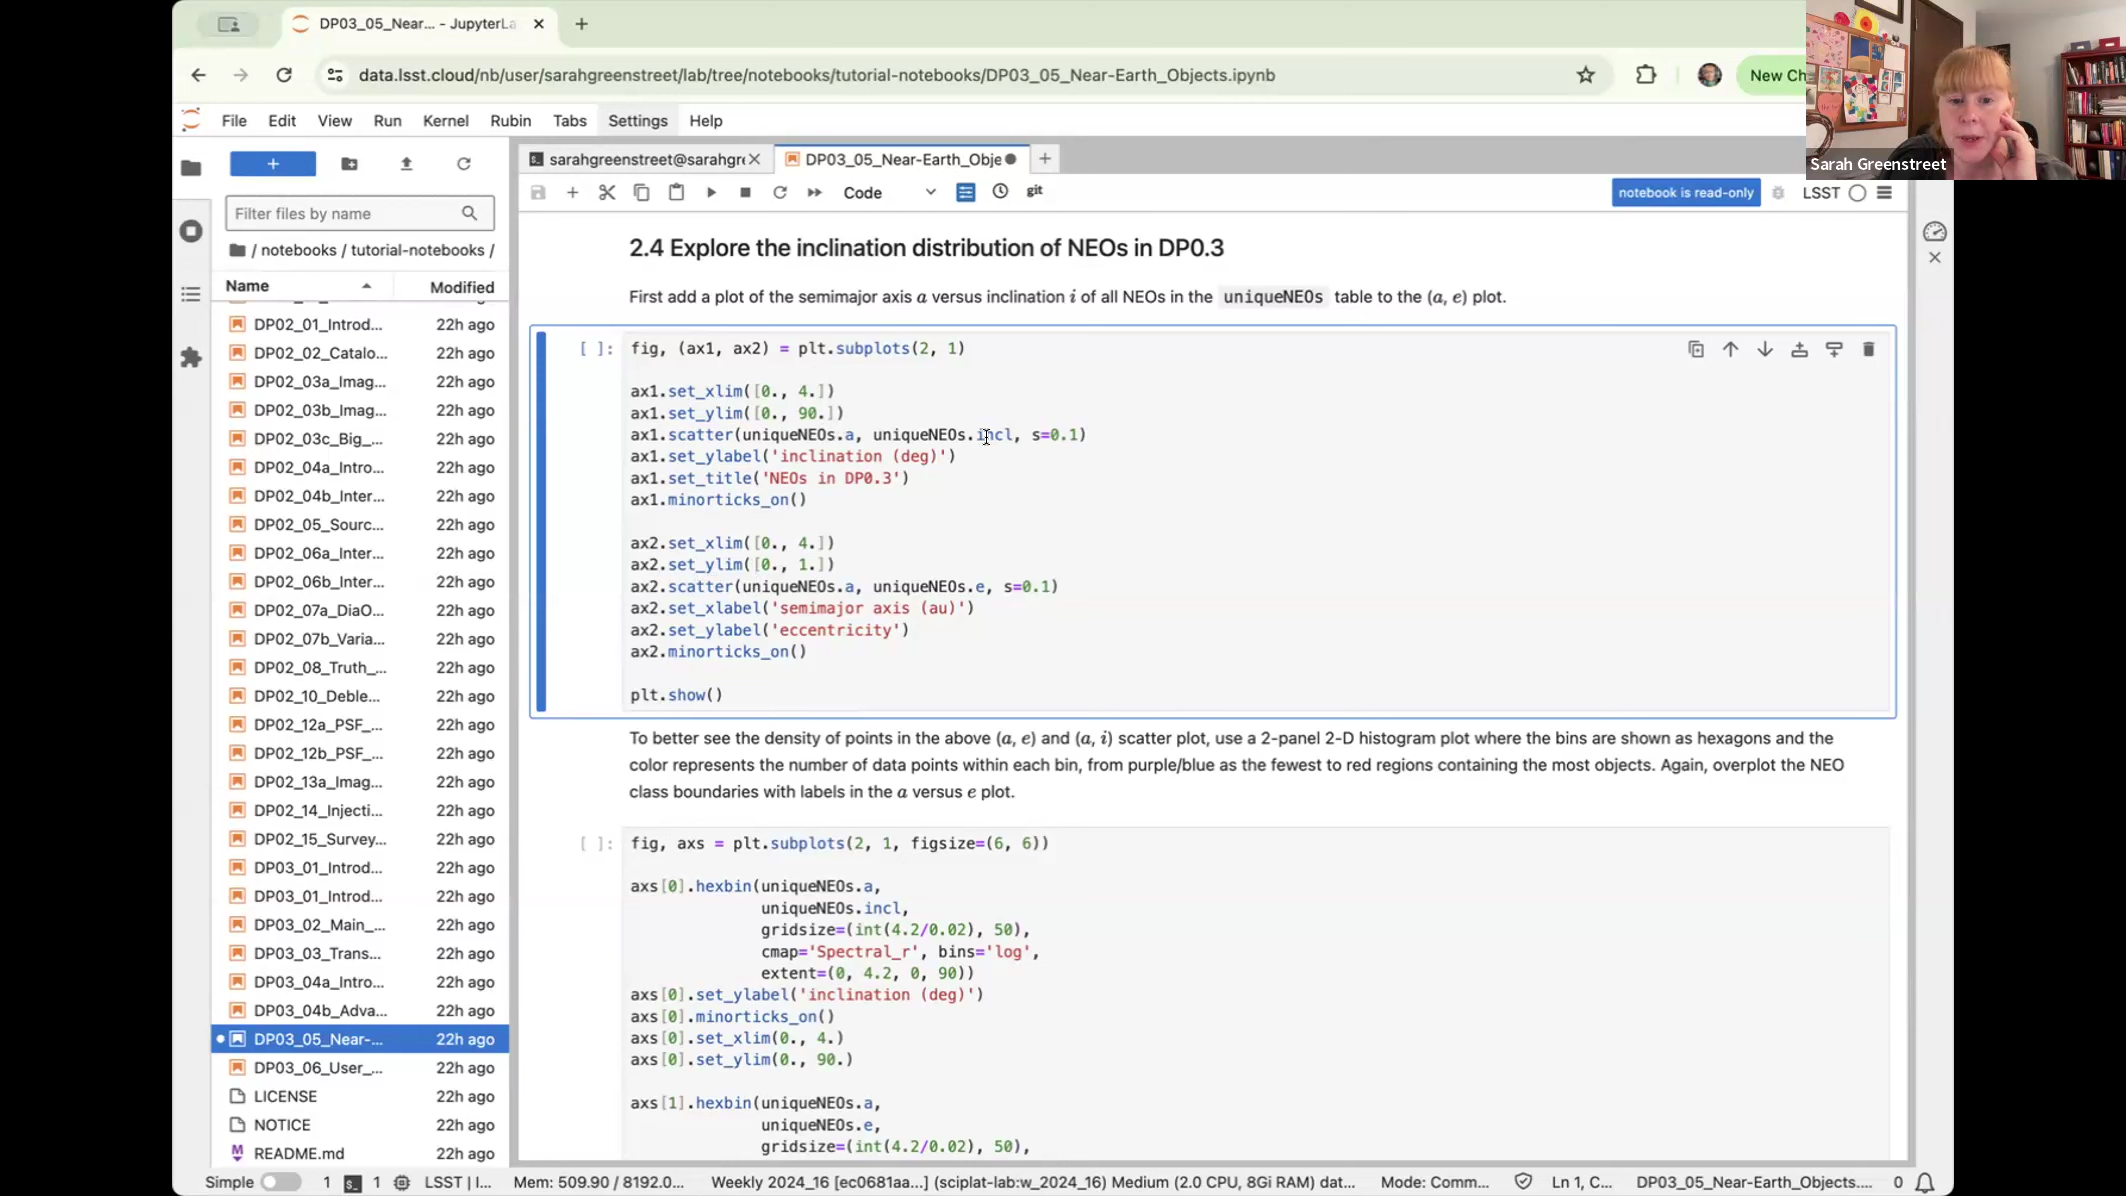 DP03_05_Near... - JupyterLa
data.lsst.cloud/nb/user/sarahgreenstreet/lab/tree/notebooks/tutorial-notebooks/DP03_05_Near-Earth_Objects.ipynb
New Ch
Sarah Greenstreet
File Edit View Run Kernel Rubin Tabs Settings Help
sarahgreenstreet@sarahgre
DP03_05_Near-Earth_Obje
Code
git
notebook is read-only
LSST
Filter files by name
/ notebooks / tutorial-notebooks /
Name Modified
DP02_01_Introd... 22h ago
DP02_02_Catalo... 22h ago
DP02_03a_Imag... 22h ago
DP02_03b_Imag... 22h ago
DP02_03c_Big_... 22h ago
DP02_04a_Intro... 22h ago
DP02_04b_Inter... 22h ago
DP02_05_Sourc... 22h ago
DP02_06a_Inter... 22h ago
DP02_06b_Inter... 22h ago
DP02_07a_DiaO... 22h ago
DP02_07b_Varia... 22h ago
DP02_08_Truth_... 22h ago
DP02_10_Deble... 22h ago
DP02_12a_PSF_... 22h ago
DP02_12b_PSF_... 22h ago
DP02_13a_Imag... 22h ago
DP02_14_Injecti... 22h ago
DP02_15_Survey... 22h ago
DP03_01_Introd... 22h ago
DP03_01_Introd... 22h ago
DP03_02_Main_... 22h ago
DP03_03_Trans... 22h ago
DP03_04a_Intro... 22h ago
DP03_04b_Adva... 22h ago
DP03_05_Near-... 22h ago
DP03_06_User_... 22h ago
LICENSE 22h ago
NOTICE 22h ago
README.md 22h ago
2.4 Explore the inclination distribution of NEOs in DP0.3
First add a plot of the semimajor axis a versus inclination i of all NEOs in the uniqueNEOs table to the (a, e) plot.
[ ]: fig, (ax1, ax2) = plt.subplots(2, 1)
ax1.set_xlim([0., 4.])
ax1.set_ylim([0., 90.])
ax1.scatter(uniqueNEOs.a, uniqueNEOs.incl, s=0.1)
ax1.set_ylabel('inclination (deg)')
ax1.set_title('NEOs in DP0.3')
ax1.minorticks_on()
ax2.set_xlim([0., 4.])
ax2.set_ylim([0., 1.])
ax2.scatter(uniqueNEOs.a, uniqueNEOs.e, s=0.1)
ax2.set_xlabel('semimajor axis (au)')
ax2.set_ylabel('eccentricity')
ax2.minorticks_on()
plt.show()
To better see the density of points in the above (a, e) and (a, i) scatter plot, use a 2-panel 2-D histogram plot where the bins are shown as hexagons and the
color represents the number of data points within each bin, from purple/blue as the fewest to red regions containing the most objects. Again, overplot the NEO
class boundaries with labels in the a versus e plot.
[ ]: fig, axs = plt.subplots(2, 1, figsize=(6, 6))
axs[0].hexbin(uniqueNEOs.a,
uniqueNEOs.incl,
gridsize=(int(4.2/0.02), 50),
cmap='Spectral_r', bins='log',
extent=(0, 4.2, 0, 90))
axs[0].set_ylabel('inclination (deg)')
axs[0].minorticks_on()
axs[0].set_xlim(0., 4.)
axs[0].set_ylim(0., 90.)
axs[1].hexbin(uniqueNEOs.a,
uniqueNEOs.e,
gridsize=(int(4.2/0.02), 50),
Simple 1 1 LSST | I... Mem: 509.90 / 8192.0... Weekly 2024_16 [ec0681aa...] (sciplat-lab:w_2024_16) Medium (2.0 CPU, 8Gi RAM) dat... Mode: Comm... Ln 1, C... DP03_05_Near-Earth_Objects.... 0